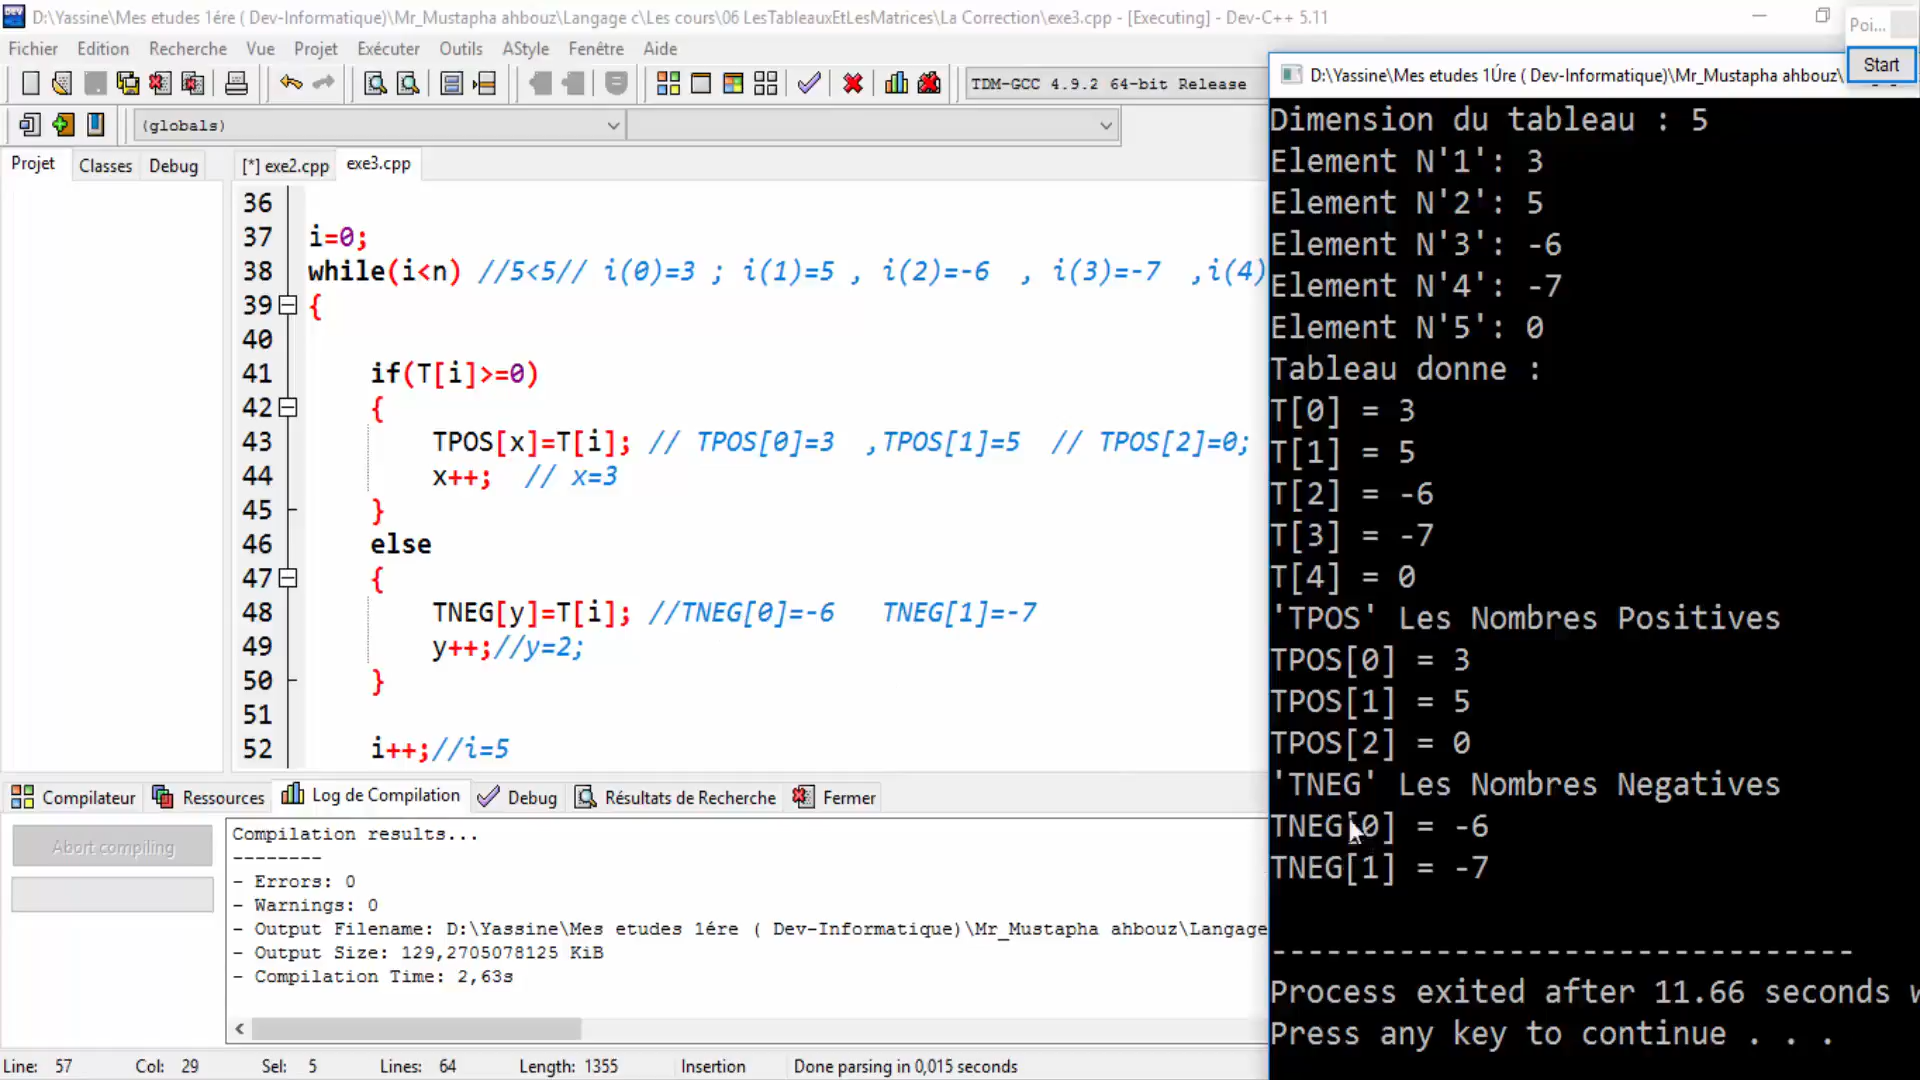 D:\Yassine\Mes etudes 1ére ( Dev-Informatique)\Mr_Mustapha ahbouz\Langage c\Les cours\06 LesTableauxEtLesMatrices\La Correction\exe3.cpp - [Executing] - Dev-C++ 5.11
Poi...
Fichier Edition Recherche Vue Projet Exécuter Outils AStyle Fenêtre Aide
Start
TDM-GCC 4.9.2 64-bit Release
D:\Yassine\Mes etudes 1Úre ( Dev-Informatique)\Mr_Mustapha ahbouz\
(globals)
Projet Classes Debug [*] exe2.cpp exe3.cpp
36
37 i=0;
38 while(i<n) //5<5// i(0)=3 ; i(1)=5 , i(2)=-6 , i(3)=-7 ,i(4)
39 {
40
41 if(T[i]>=0)
42 {
43 TPOS[x]=T[i]; // TPOS[0]=3 ,TPOS[1]=5 // TPOS[2]=0;
44 x++; // x=3
45 }
46 else
47 {
48 TNEG[y]=T[i]; //TNEG[0]=-6 TNEG[1]=-7
49 y++;//y=2;
50 }
51
52 i++;//i=5
Compilateur Ressources Log de Compilation Debug Résultats de Recherche Fermer
Abort compiling
Compilation results...
--------
- Errors: 0
- Warnings: 0
- Output Filename: D:\Yassine\Mes etudes 1ére ( Dev-Informatique)\Mr_Mustapha ahbouz\Langage
- Output Size: 129,2705078125 KiB
- Compilation Time: 2,63s
Line: 57 Col: 29 Sel: 5 Lines: 64 Length: 1355 Insertion Done parsing in 0,015 seconds
Dimension du tableau : 5
Element N'1': 3
Element N'2': 5
Element N'3': -6
Element N'4': -7
Element N'5': 0
Tableau donne :
T[0] = 3
T[1] = 5
T[2] = -6
T[3] = -7
T[4] = 0
'TPOS' Les Nombres Positives
TPOS[0] = 3
TPOS[1] = 5
TPOS[2] = 0
'TNEG' Les Nombres Negatives
TNEG[0] = -6
TNEG[1] = -7
--------------------------------
Process exited after 11.66 seconds w
Press any key to continue . . .